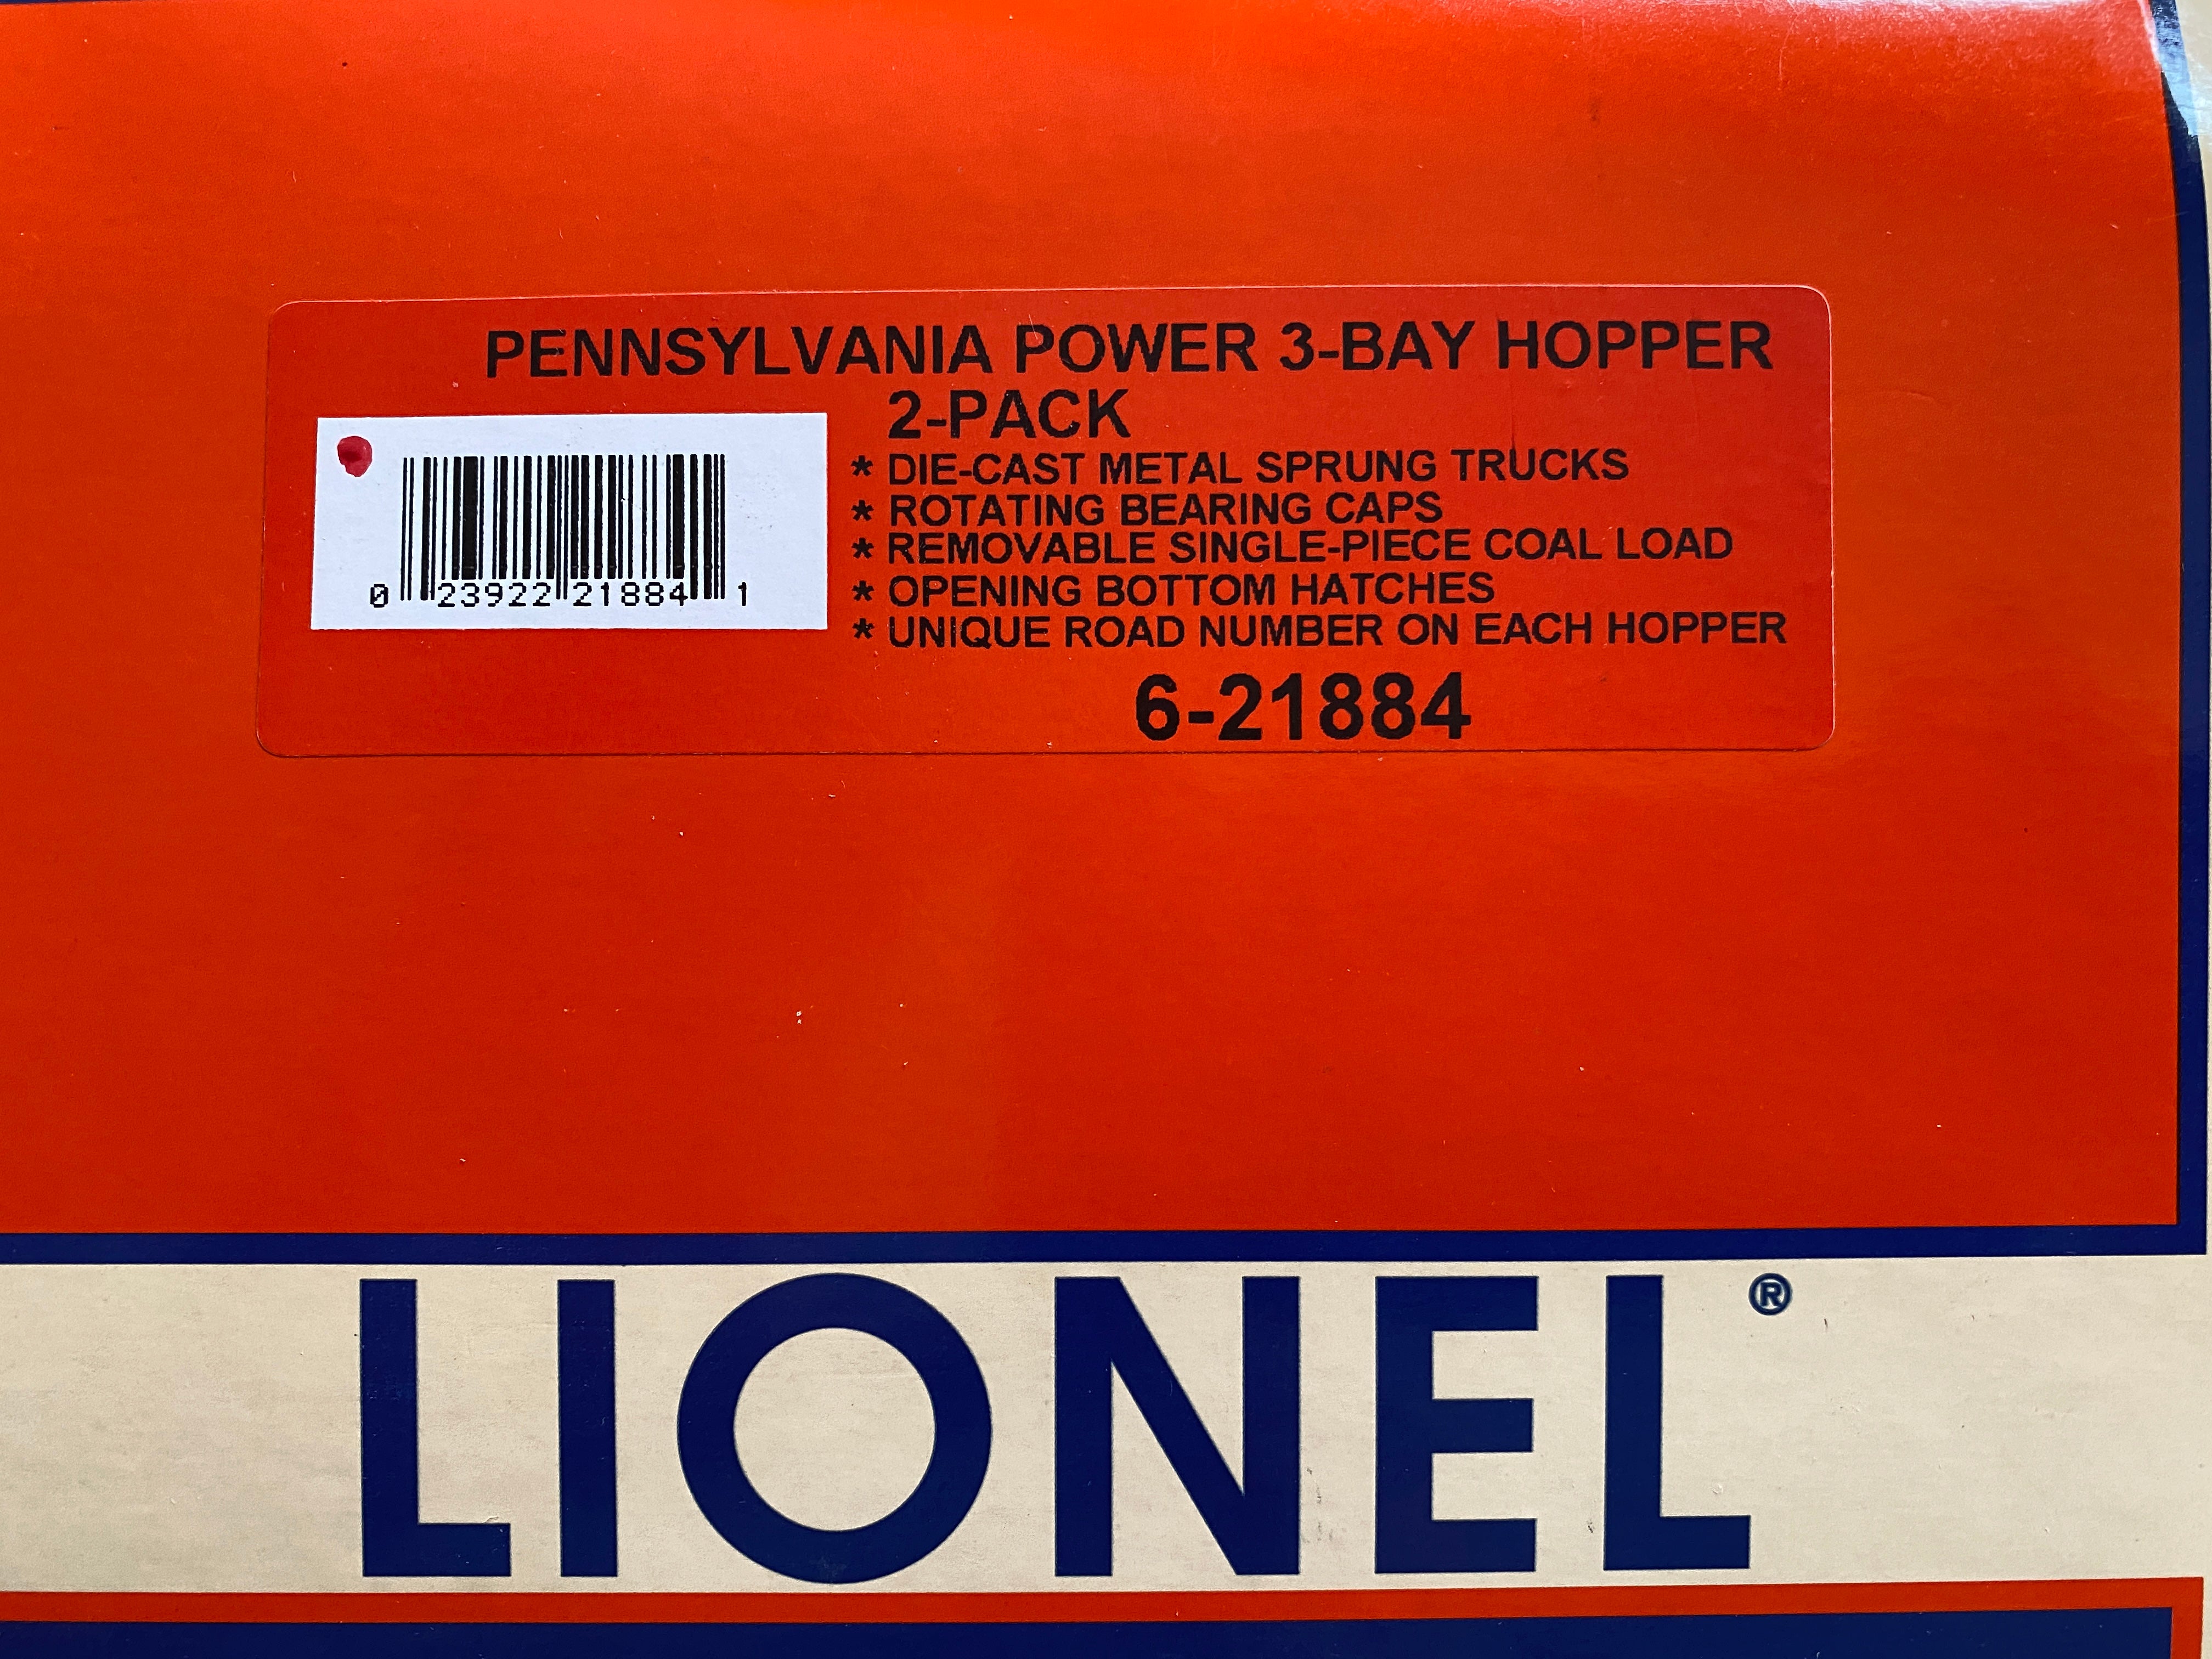 PENNSYLVANIA POWER 3-BAY HOPPER
2-PACK
* DIE-CAST METAL SPRUNG TRUCKS
* ROTATING BEARING CAPS
* REMOVABLE SINGLE-PIECE COAL LOAD
* OPENING BOTTOM HATCHES
* UNIQUE ROAD NUMBER ON EACH HOPPER
0 23922 21884 1
6-21884
LIONEL®